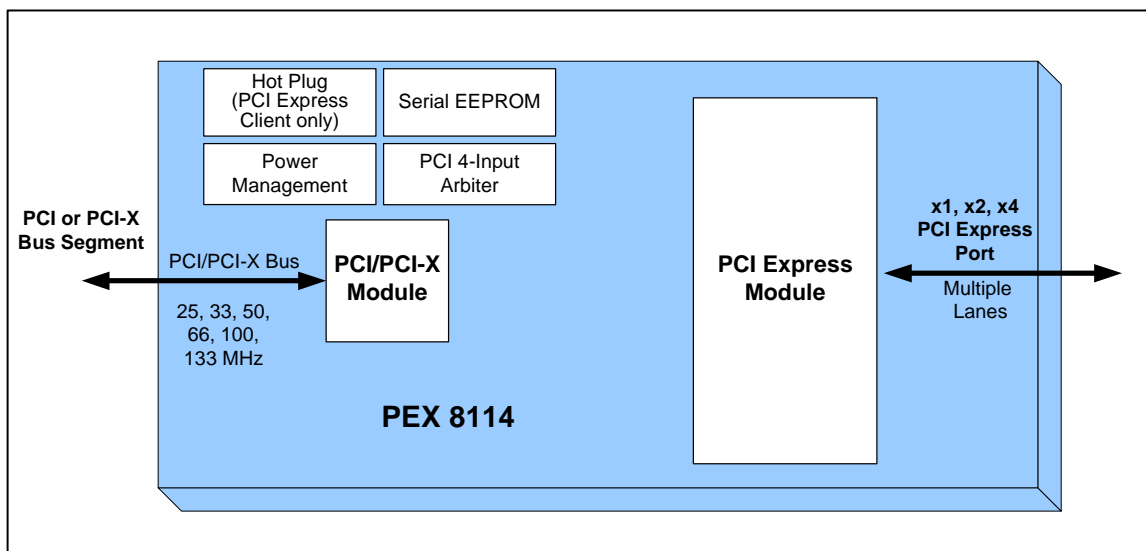 Hot Plug
(PCI Express
Client only)
Serial EEPROM
Power
Management
PCI 4-Input
Arbiter
PCI or PCI-X
Bus Segment
PCI/PCI-X Bus
25, 33, 50,
66, 100,
133 MHz
PCI/PCI-X
Module
PCI Express
Module
x1, x2, x4
PCI Express
Port
Multiple
Lanes
PEX 8114